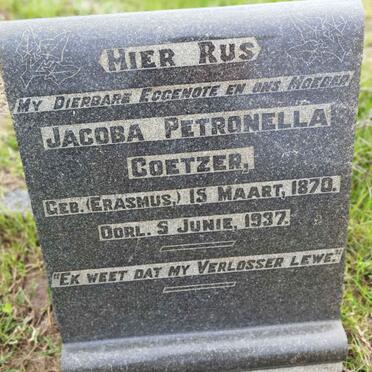 HIER RUS
MY DIERBARE EGGENOTE EN ONS MOEDER
JACOBA PETRONELLA
COETZER,
GEB. (ERASMUS,) 15 MAART, 1870.
OORL. 5 JUNIE, 1937.
"EK WEET DAT MY VERLOSSER LEWE."